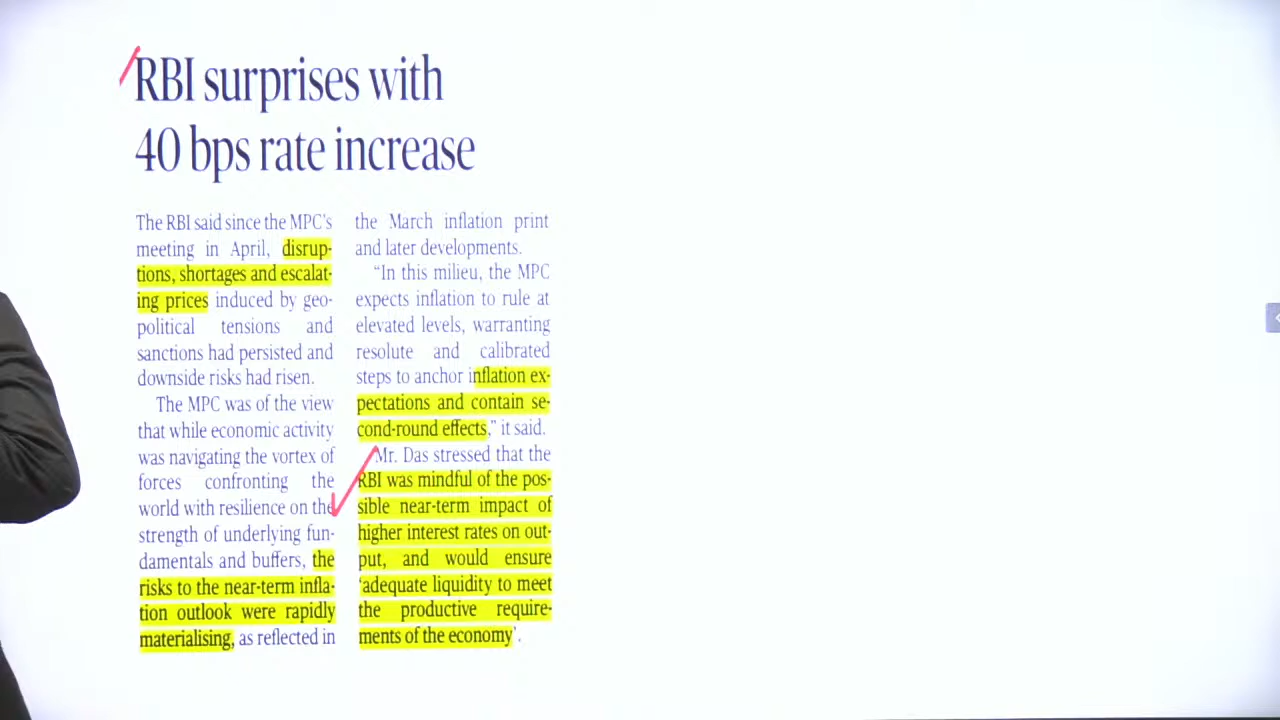 RBI surprises with
40 bps rate increase
The RBI said since the MPC's
meeting in April, disrup-
tions, shortages and escalat-
ing prices induced by geo-
political tensions and
sanctions had persisted and
downside risks had risen.
The MPC was of the view
that while economic activity
was navigating the vortex of
forces confronting the
world with resilience on the
strength of underlying fun-
damentals and buffers, the
risks to the near-term infla-
tion outlook were rapidly
materialising, as reflected in
the March inflation print
and later developments.
“In this milieu, the MPC
expects inflation to rule at
elevated levels, warranting
resolute and calibrated
steps to anchor inflation ex-
pectations and contain se-
cond-round effects,” it said.
Mr. Das stressed that the
RBI was mindful of the pos-
sible near-term impact of
higher interest rates on out-
put, and would ensure
‘adequate liquidity to meet
the productive require-
ments of the economy’.